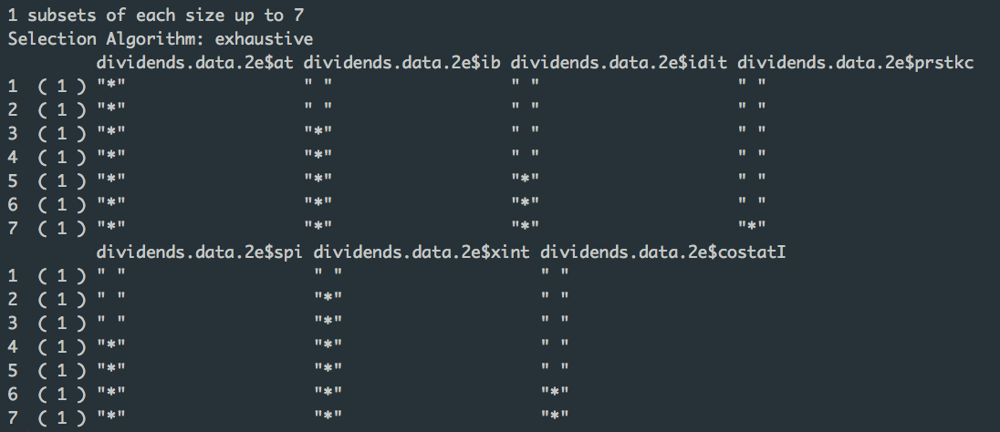 1 subsets of each size up to 7
Selection Algorithm: exhaustive
         dividends.data.2e$at dividends.data.2e$ib dividends.data.2e$idit dividends.data.2e$prstkc
1  ( 1 ) "*"                  " "                  " "                    " "
2  ( 1 ) "*"                  " "                  " "                    " "
3  ( 1 ) "*"                  "*"                  " "                    " "
4  ( 1 ) "*"                  "*"                  " "                    " "
5  ( 1 ) "*"                  "*"                  "*"                    " "
6  ( 1 ) "*"                  "*"                  "*"                    " "
7  ( 1 ) "*"                  "*"                  "*"                    "*"
         dividends.data.2e$spi dividends.data.2e$xint dividends.data.2e$costatI
1  ( 1 ) " "                   " "                    " "
2  ( 1 ) " "                   "*"                    " "
3  ( 1 ) " "                   "*"                    " "
4  ( 1 ) "*"                   "*"                    " "
5  ( 1 ) "*"                   "*"                    " "
6  ( 1 ) "*"                   "*"                    "*"
7  ( 1 ) "*"                   "*"                    "*"